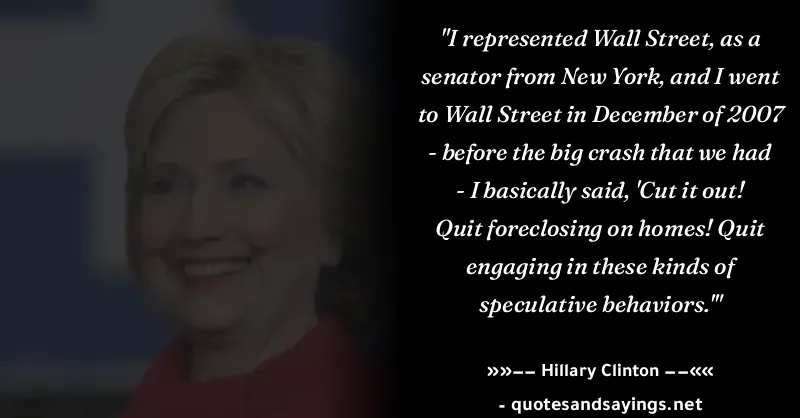 "I represented Wall Street, as a
senator from New York, and I went
to Wall Street in December of 2007
- before the big crash that we had
- I basically said, 'Cut it out!
Quit foreclosing on homes! Quit
engaging in these kinds of
speculative behaviors.'"
»»–– Hillary Clinton ––««
- quotesandsayings.net